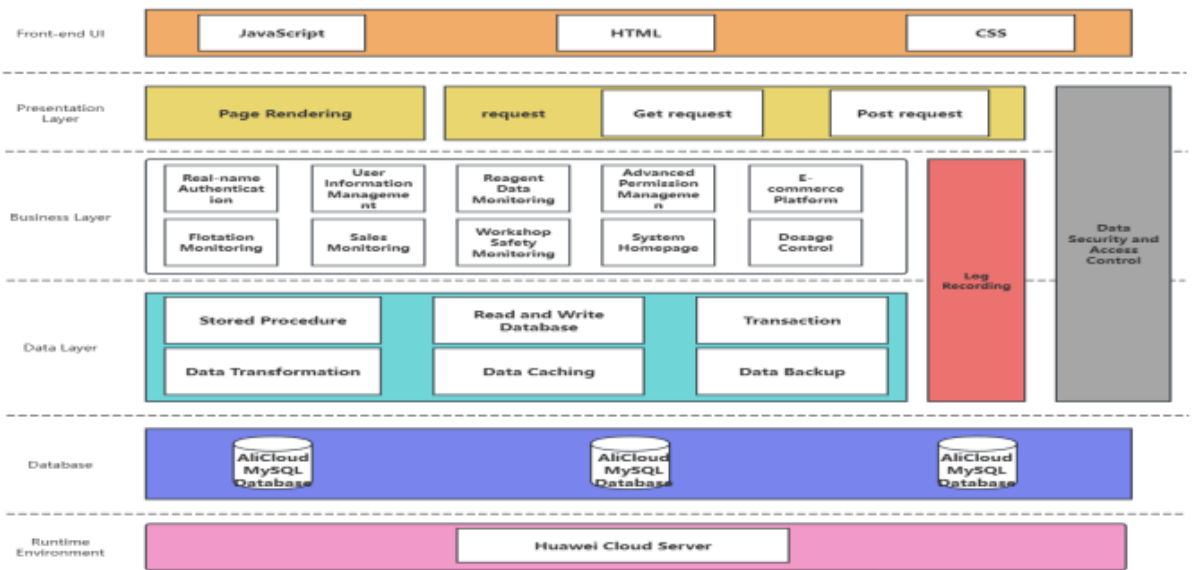 Front-end UI
JavaScript
HTML
CSS
Presentation
Layer
Page Rendering
request
Get request
Post request
Business Layer
Real-name
Authenticat
ion
User
Information
Manageme
nt
Reagent
Data
Monitoring
Advanced
Permission
Manageme
n
E-
commerce
Platform
Flotation
Monitoring
Sales
Monitoring
Workshop
Safety
Monitoring
System
Homepage
Dosage
Control
Log
Recording
Data
Security and
Access
Control
Data Layer
Stored Procedure
Read and Write
Database
Transaction
Data Transformation
Data Caching
Data Backup
Database
AliCloud
MySQL
Database
AliCloud
MySQL
Database
AliCloud
MySQL
Database
Runtime
Environment
Huawei Cloud Server